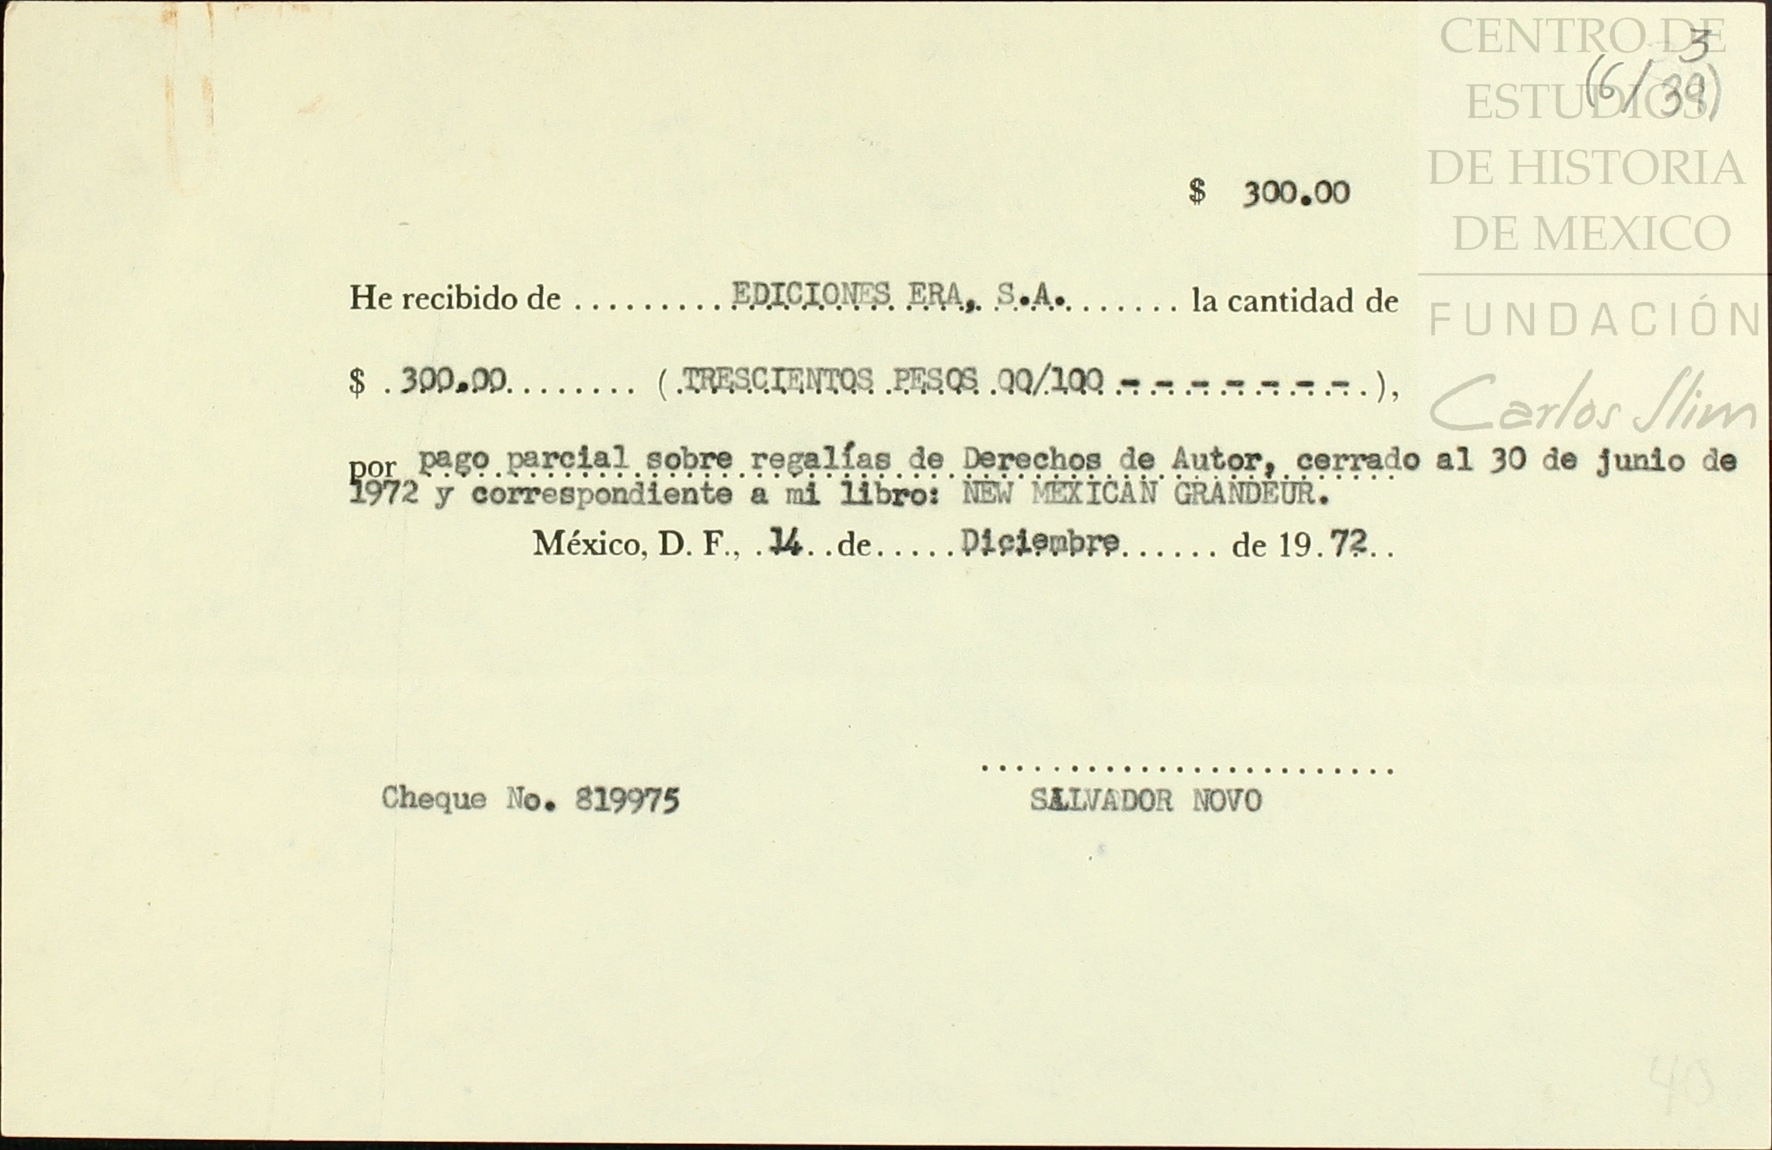 CENTRO DE
ESTUDIOS
DE HISTORIA
DE MEXICO
FUNDACIÓN
Carlos Slim
3
(6/39)
$ 300.00
He recibido de .........EDICIONES ERA, S.A........ la cantidad de
$ .300.00........ (.TRESCIENTOS PESOS 00/100 - - - - - - -.),
por pago parcial sobre regalías de Derechos de Autor, cerrado al 30 de junio de
1972 y correspondiente a mi libro: NEW MEXICAN GRANDEUR.
México, D. F., .14..de.....Diciembre...... de 19.72..
........................
Cheque No. 819975 SALVADOR NOVO
40